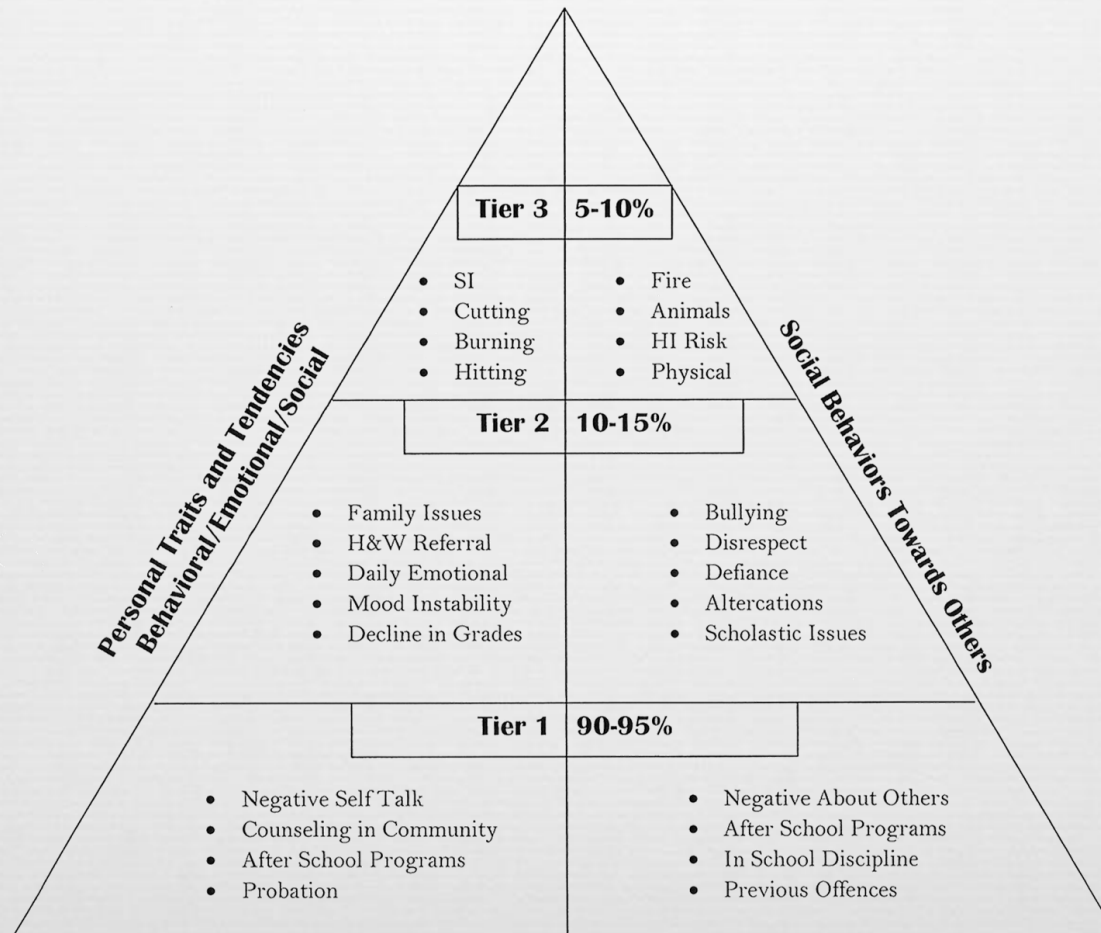 Tier 3 5-10%
• SI
• Cutting
• Burning
• Hitting
• Fire
• Animals
• HI Risk
• Physical
Personal Traits and Tendencies
Behavioral/Emotional/Social
Social Behaviors Towards Others
Tier 2 10-15%
• Family Issues
• H&W Referral
• Daily Emotional
• Mood Instability
• Decline in Grades
• Bullying
• Disrespect
• Defiance
• Altercations
• Scholastic Issues
Tier 1 90-95%
• Negative Self Talk
• Counseling in Community
• After School Programs
• Probation
• Negative About Others
• After School Programs
• In School Discipline
• Previous Offences